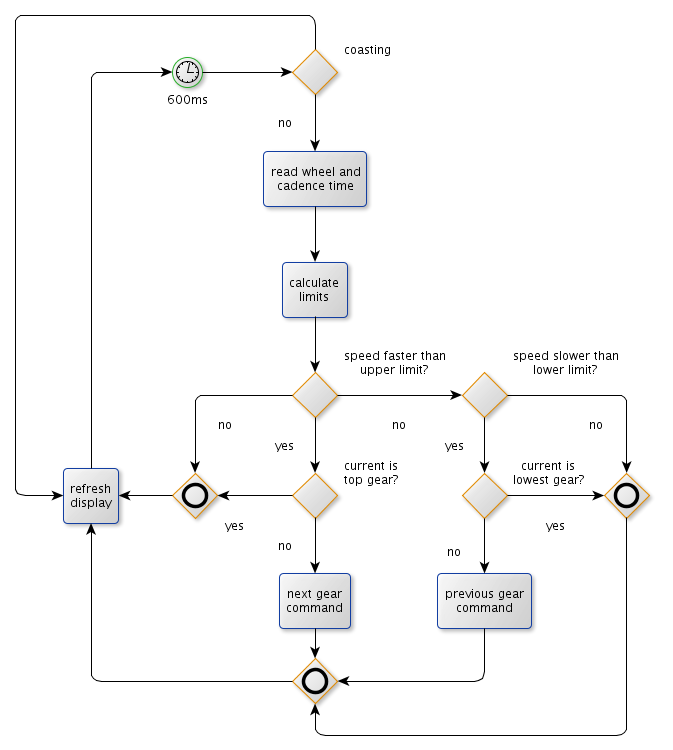 coasting
600ms
no
read wheel and
cadence time
calculate
limits
speed faster than
upper limit?
speed slower than
lower limit?
no
no
no
yes
yes
current is
top gear?
current is
lowest gear?
refresh
display
yes
yes
no
no
next gear
command
previous gear
command